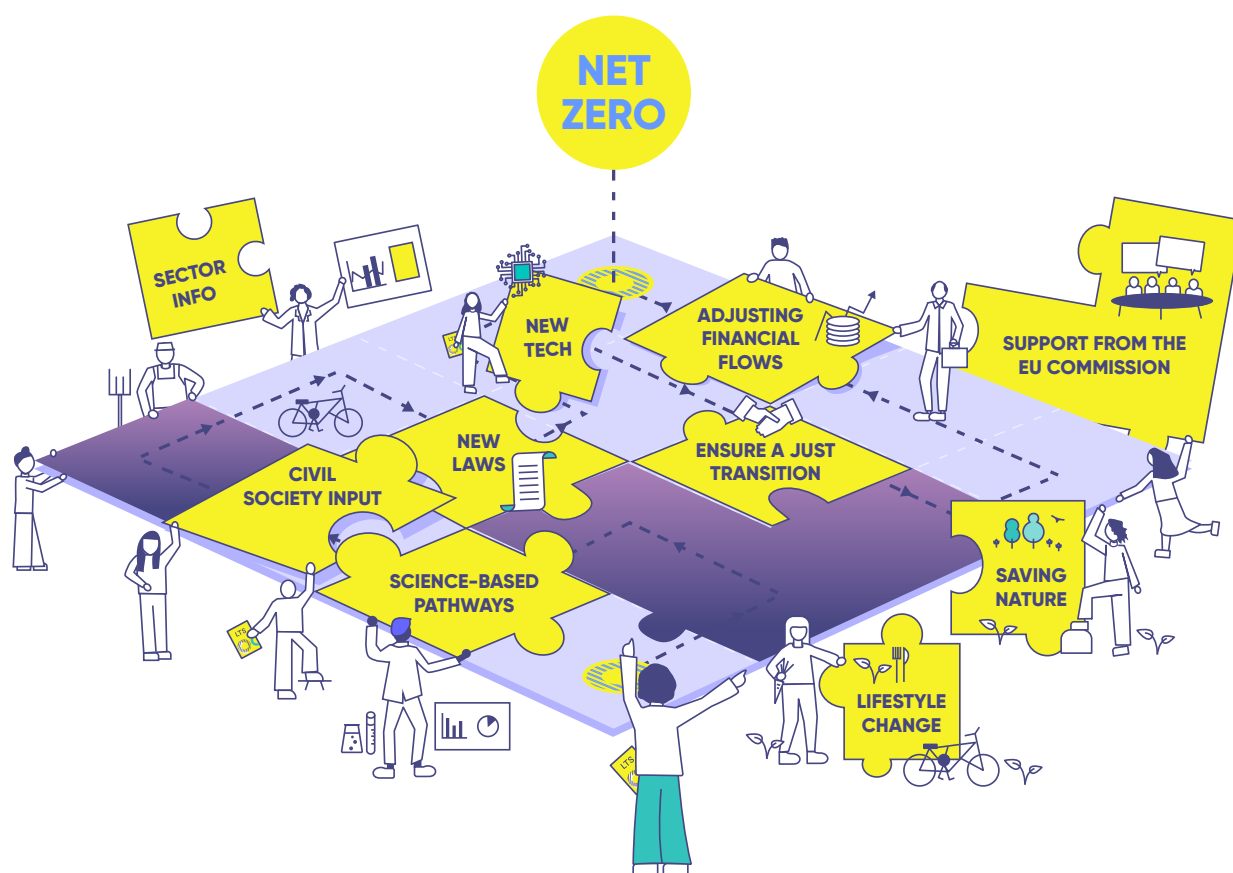 NET
ZERO
SECTOR
INFO
NEW
TECH
ADJUSTING
FINANCIAL
FLOWS
SUPPORT FROM THE
EU COMMISSION
NEW
LAWS
ENSURE A JUST
TRANSITION
CIVIL
SOCIETY INPUT
SCIENCE-BASED
PATHWAYS
SAVING
NATURE
LIFESTYLE
CHANGE
LTS
LTS
LTS